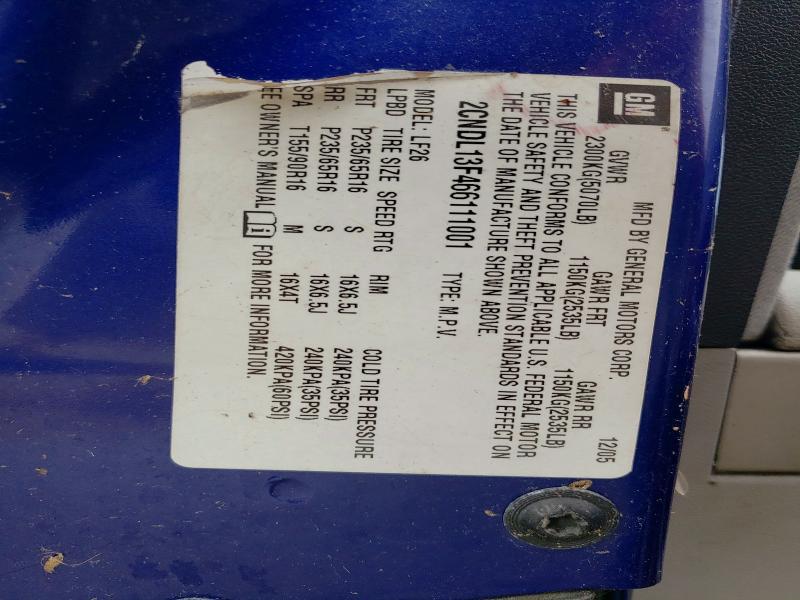 GM
MFD BY GENERAL MOTORS CORP. 12/05
GVWR GAWR FRT GAWR RR
2300KG(5070LB) 1150KG(2535LB) 1150KG(2535LB)
THIS VEHICLE CONFORMS TO ALL APPLICABLE U.S. FEDERAL MOTOR
VEHICLE SAFETY AND THEFT PREVENTION STANDARDS IN EFFECT ON
THE DATE OF MANUFACTURE SHOWN ABOVE.
2CNDL13F466111001 TYPE: M.P.V.
MODEL: LF26
LPBD TIRE SIZE SPEED RTG RIM COLD TIRE PRESSURE
FRT P235/65R16 S 16X6.5J 240KPA(35PSI)
RR P235/65R16 S 16X6.5J 240KPA(35PSI)
SPA T155/90R16 M 16X4T 420KPA(60PSI)
EE OWNER'S MANUAL i FOR MORE INFORMATION.